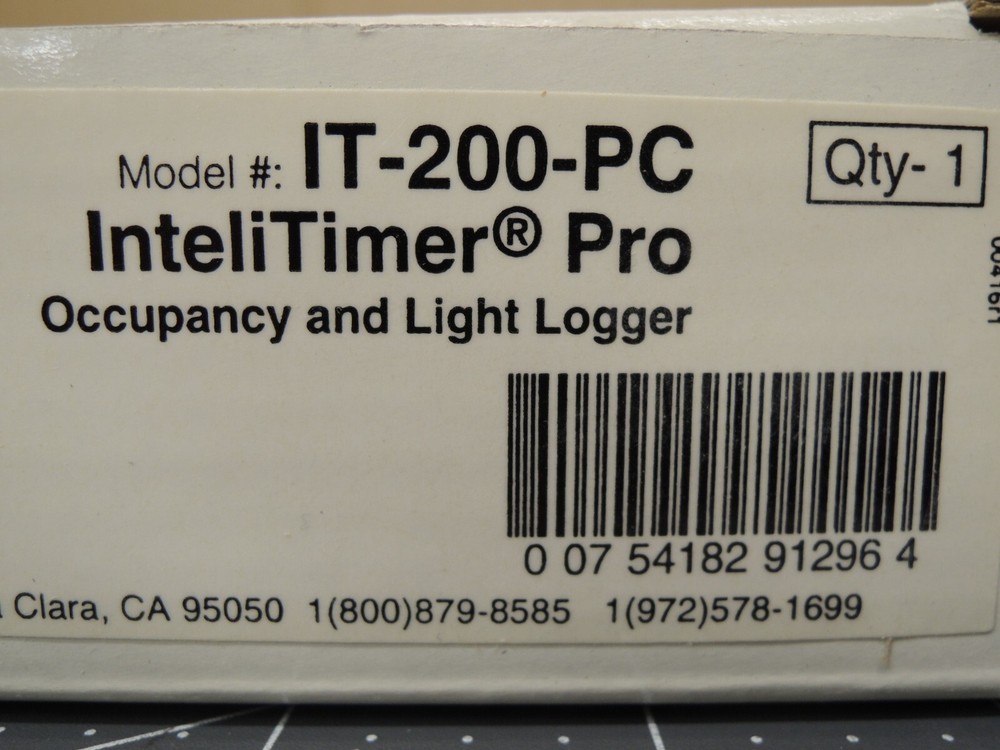 Model #: IT-200-PC
Qty- 1
InteliTimer® Pro
Occupancy and Light Logger
0 07 54182 91296 4
Clara, CA 95050 1(800)879-8585 1(972)578-1699